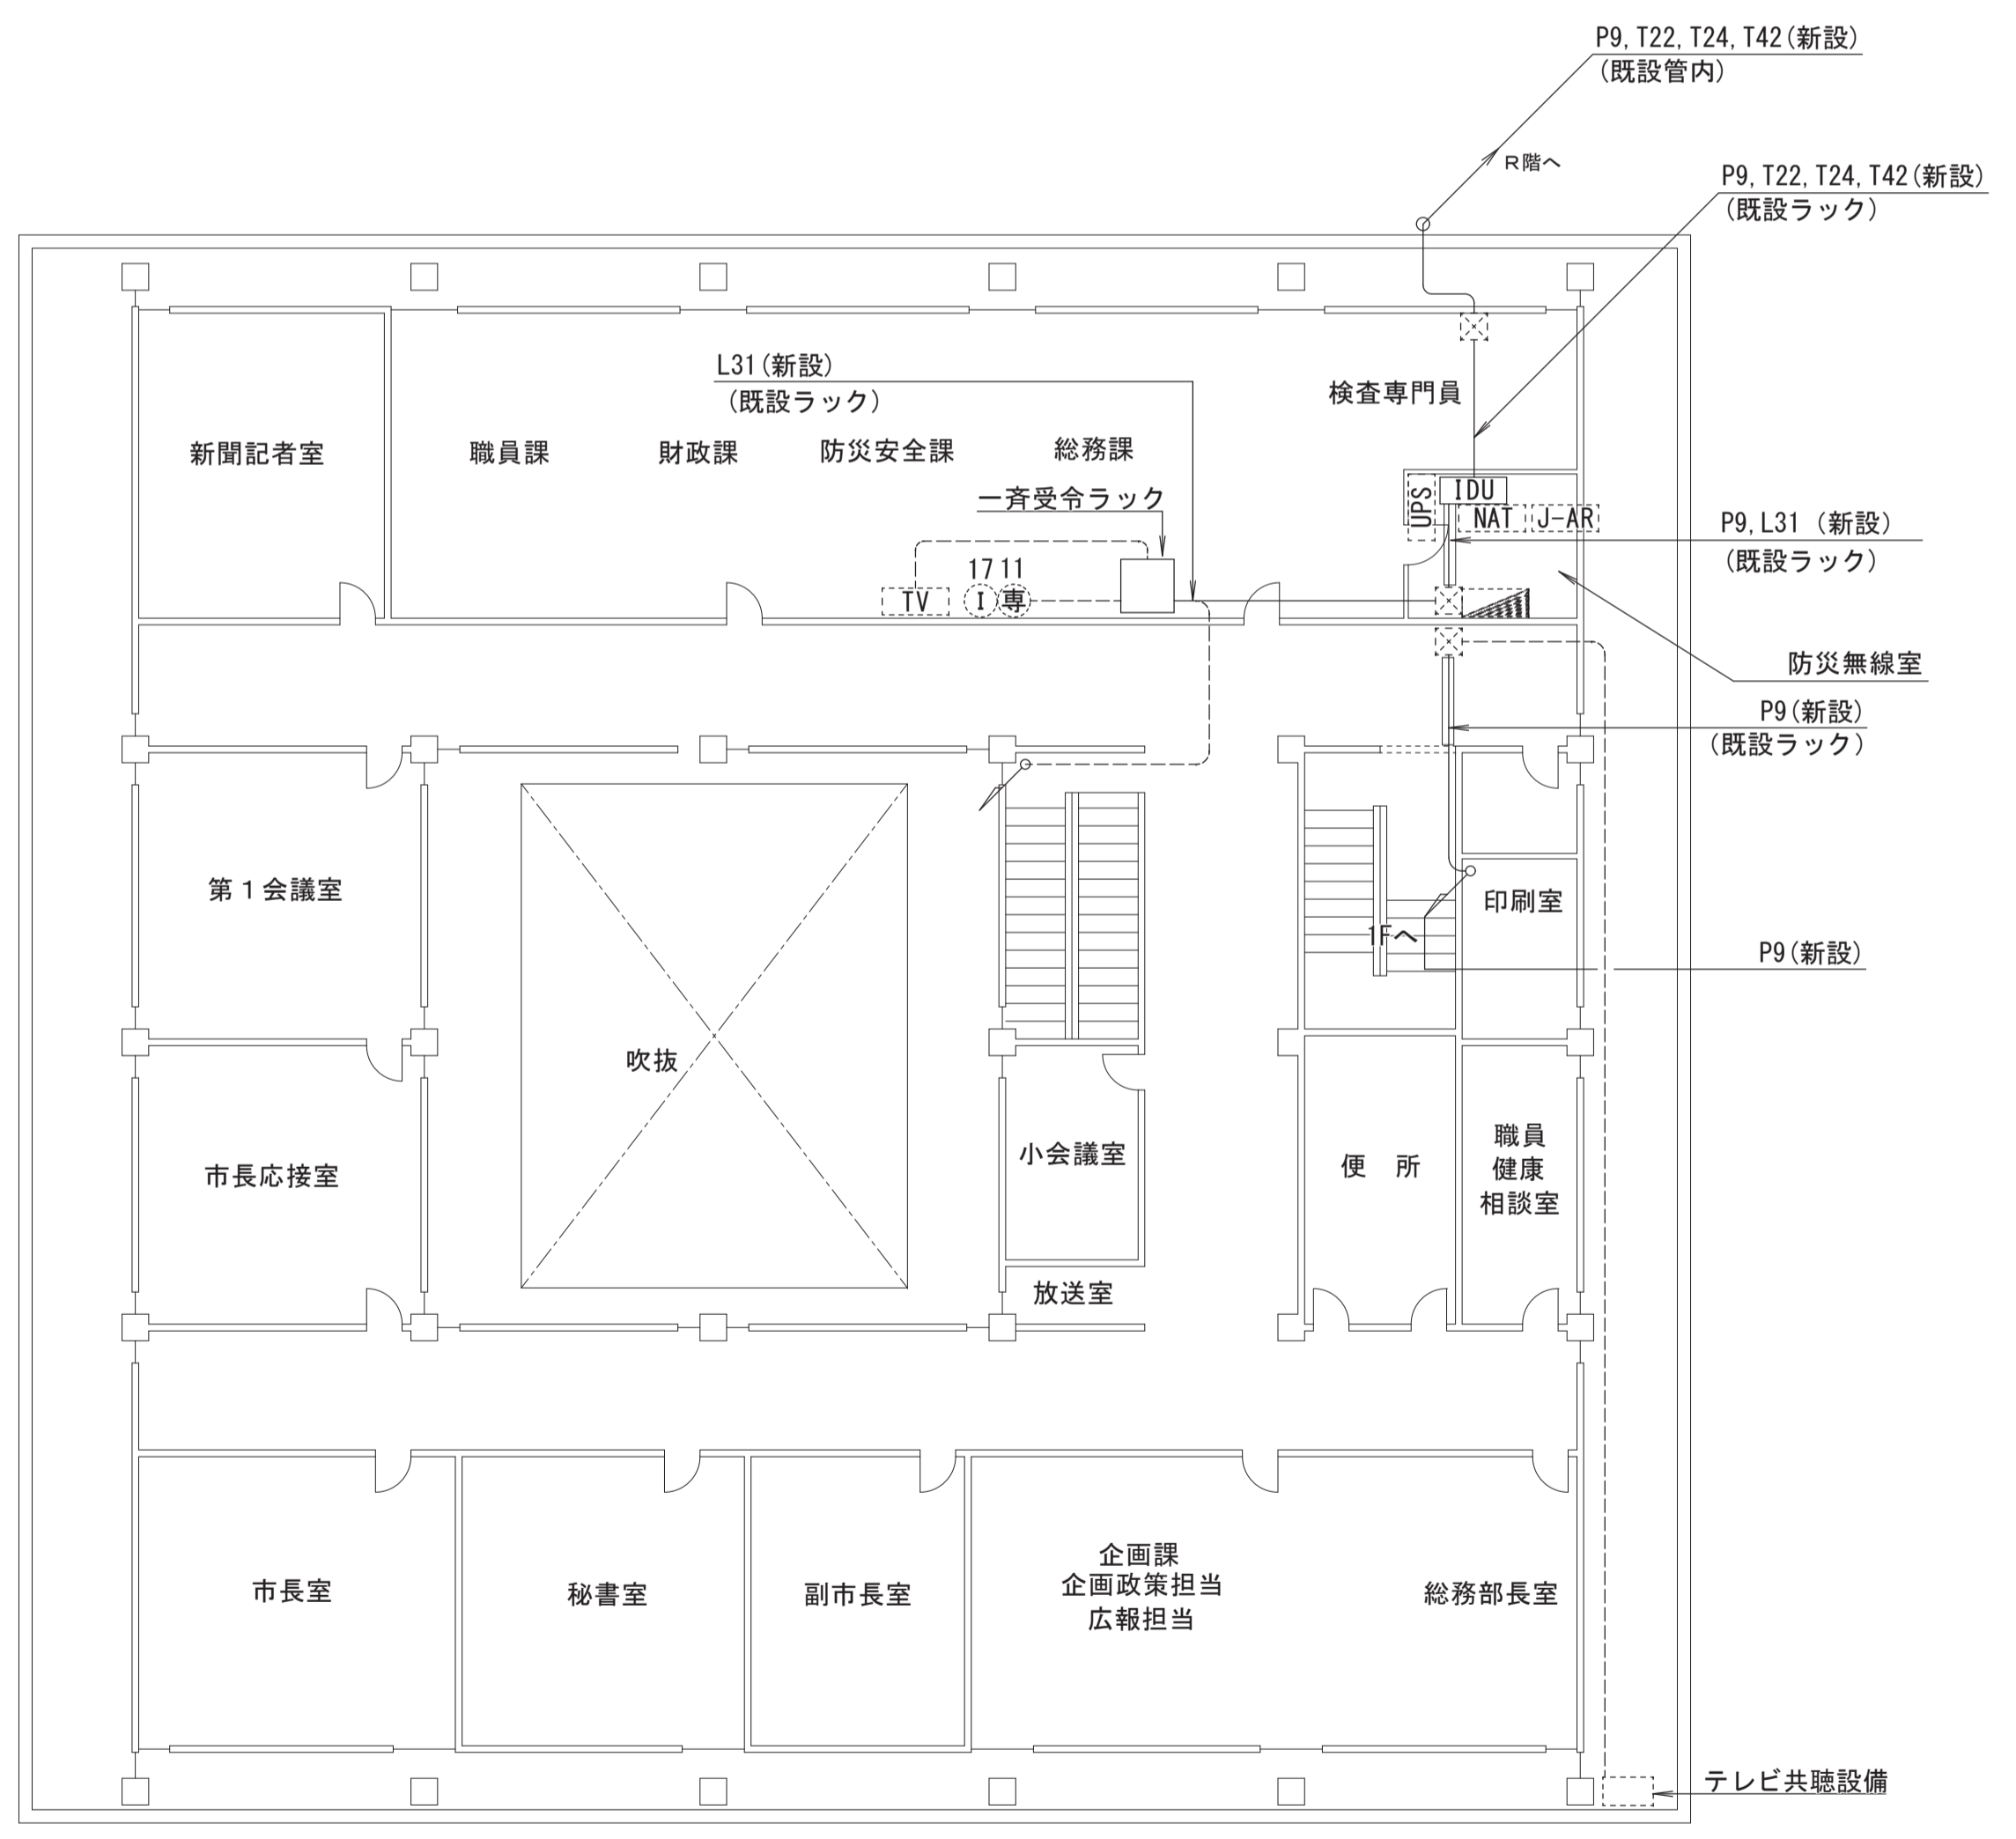 P9,T22,T24,T42(新設)
(既設管内)
R階へ
P9,T22,T24,T42(新設)
(既設ラック)
L31(新設)
(既設ラック)
検査専門員
新聞記者室
職員課
財政課
防災安全課
総務課
一斉受令ラック
UPS
IDU
NAT
J-AR
P9,L31 (新設)
(既設ラック)
17
11
TV
I
専
防災無線室
P9(新設)
(既設ラック)
第1会議室
印刷室
1Fへ
P9(新設)
吹抜
市長応接室
小会議室
便 所
職員
健康
相談室
放送室
市長室
秘書室
副市長室
企画課
企画政策担当
広報担当
総務部長室
テレビ共聴設備